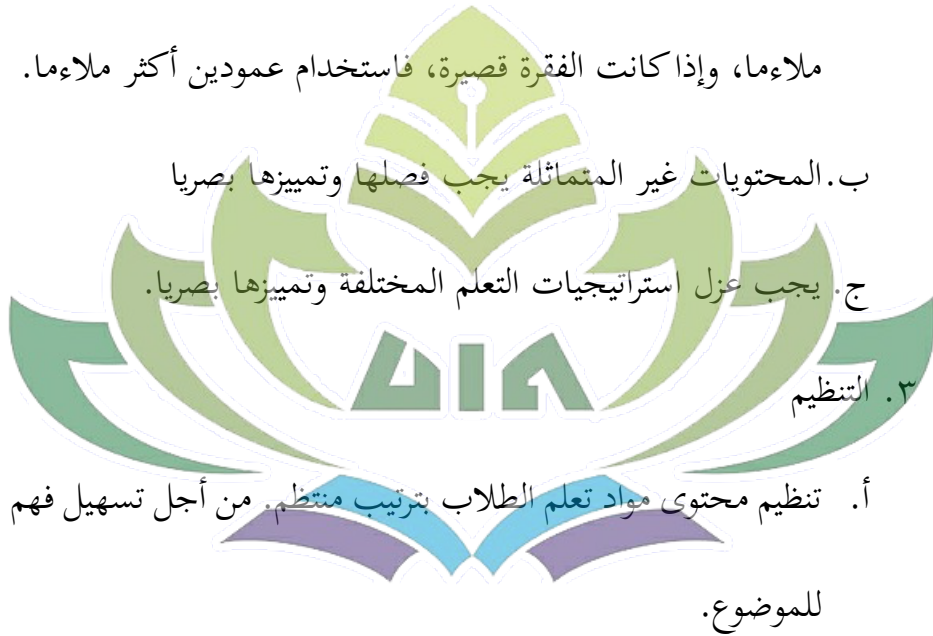 ملاءما، وإذا كانت الفقرة قصيرة، فاستخدام عمودين أكثر ملاءما.
ب. المحتويات غير المتماثلة يجب فصلها وتمييزها بصريا
ج. يجب عزل استراتيجيات التعلم المختلفة وتمييزها بصريا.
٣. التنظيم
أ. تنظيم محتوى مواد تعلم الطلاب بترتيب منتظم. من أجل تسهيل فهم
للموضوع.